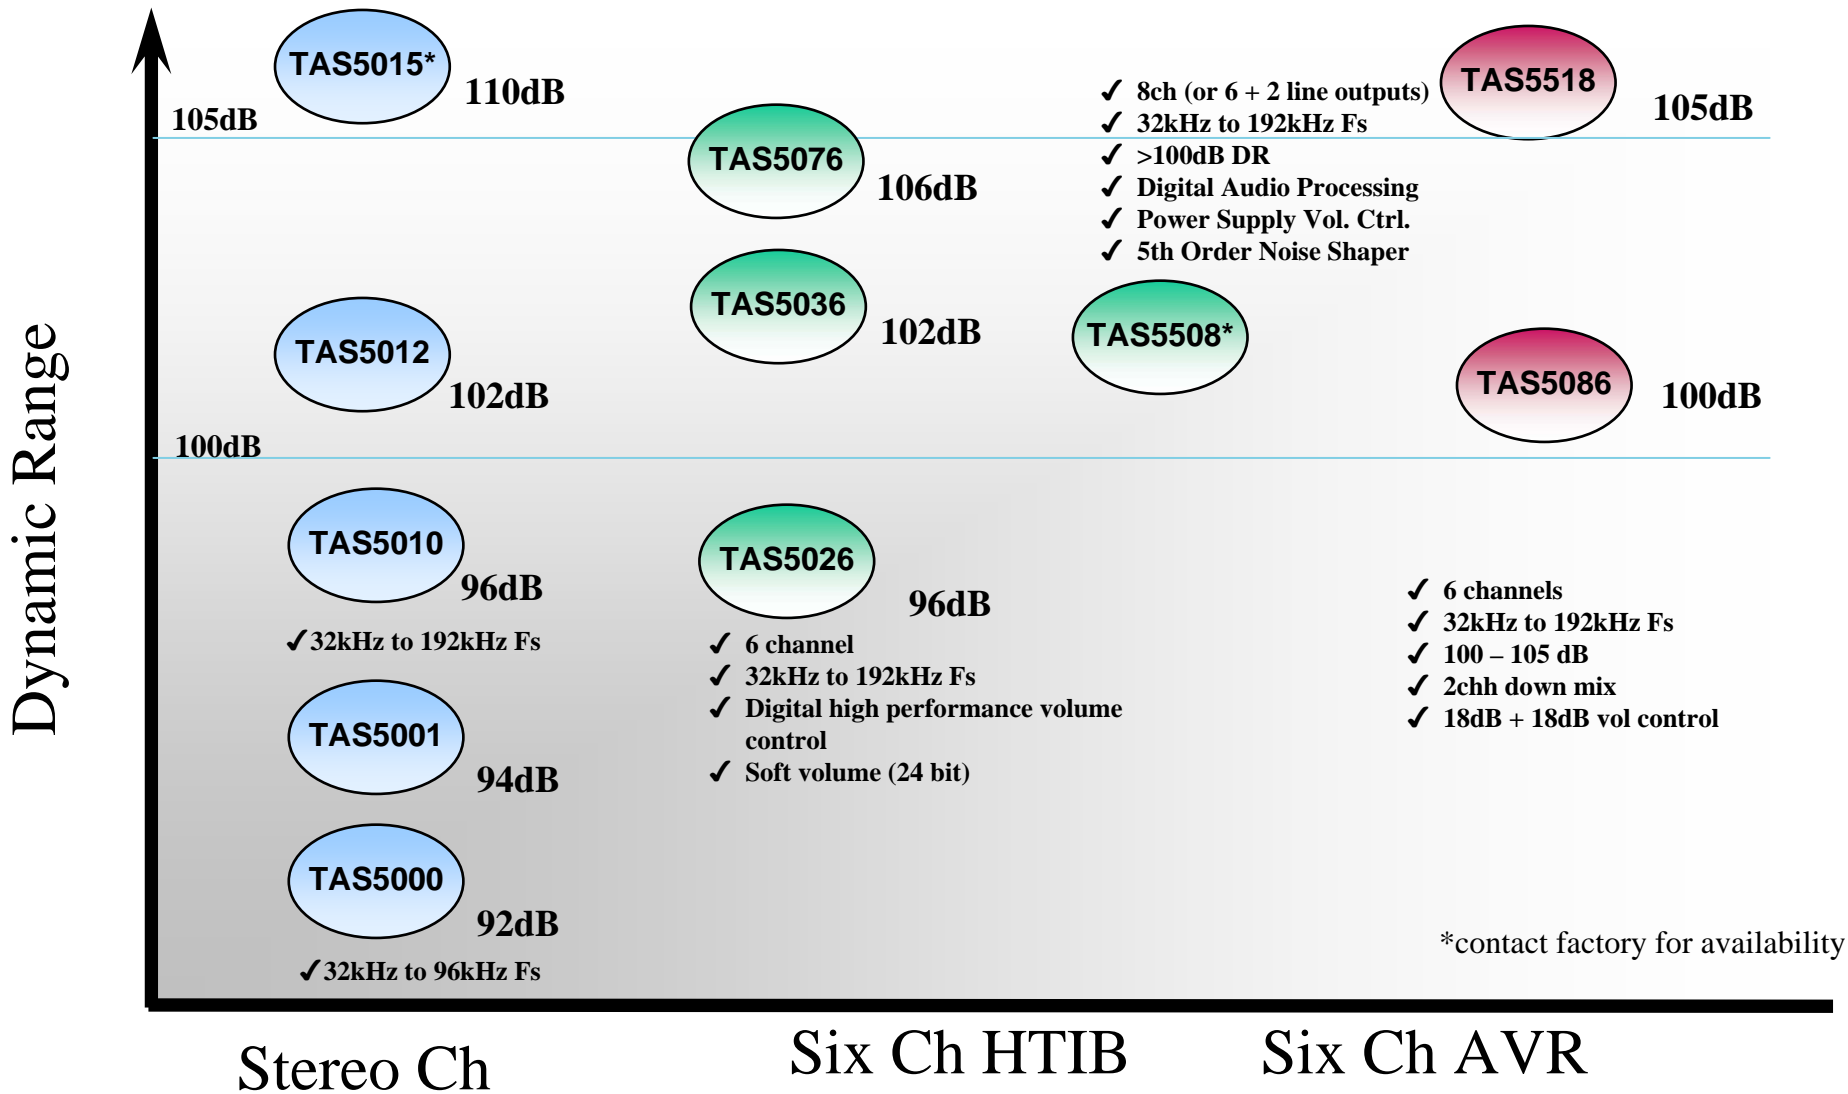 Dynamic Range
105dB
100dB
TAS5015*
110dB
TAS5012
102dB
TAS5010
96dB
✓32kHz to 192kHz Fs
TAS5001
94dB
TAS5000
92dB
✓32kHz to 96kHz Fs
Stereo Ch
TAS5076
106dB
TAS5036
102dB
TAS5026
96dB
✓ 6 channel
✓ 32kHz to 192kHz Fs
✓ Digital high performance volume
control
✓ Soft volume (24 bit)
✓ 8ch (or 6 + 2 line outputs)
✓ 32kHz to 192kHz Fs
✓ >100dB DR
✓ Digital Audio Processing
✓ Power Supply Vol. Ctrl.
✓ 5th Order Noise Shaper
TAS5508*
Six Ch HTIB
TAS5518
105dB
TAS5086
100dB
✓ 6 channels
✓ 32kHz to 192kHz Fs
✓ 100 – 105 dB
✓ 2chh down mix
✓ 18dB + 18dB vol control
*contact factory for availability
Six Ch AVR